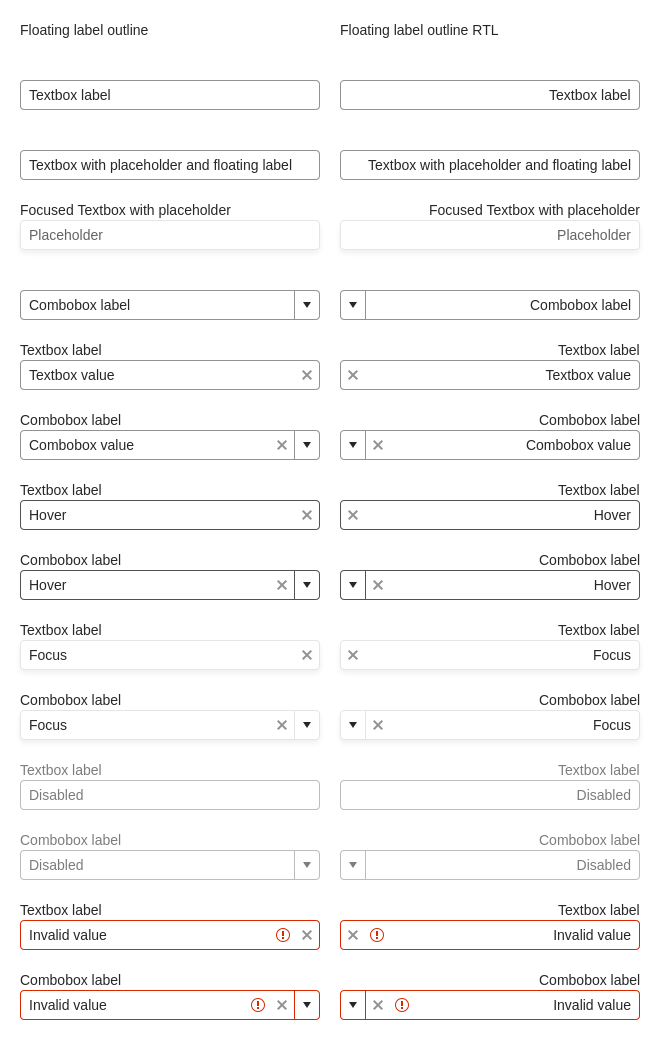 Floating label outline
Floating label outline RTL
Textbox label
Textbox label
Textbox with placeholder and floating label
Textbox with placeholder and floating label
Focused Textbox with placeholder
Focused Textbox with placeholder
Placeholder
Placeholder
Combobox label
Combobox label
Textbox label
Textbox label
Textbox value
Textbox value
Combobox label
Combobox label
Combobox value
Combobox value
Textbox label
Textbox label
Hover
Hover
Combobox label
Combobox label
Hover
Hover
Textbox label
Textbox label
Focus
Focus
Combobox label
Combobox label
Focus
Focus
Textbox label
Textbox label
Disabled
Disabled
Combobox label
Combobox label
Disabled
Disabled
Textbox label
Textbox label
Invalid value
Invalid value
Combobox label
Combobox label
Invalid value
Invalid value